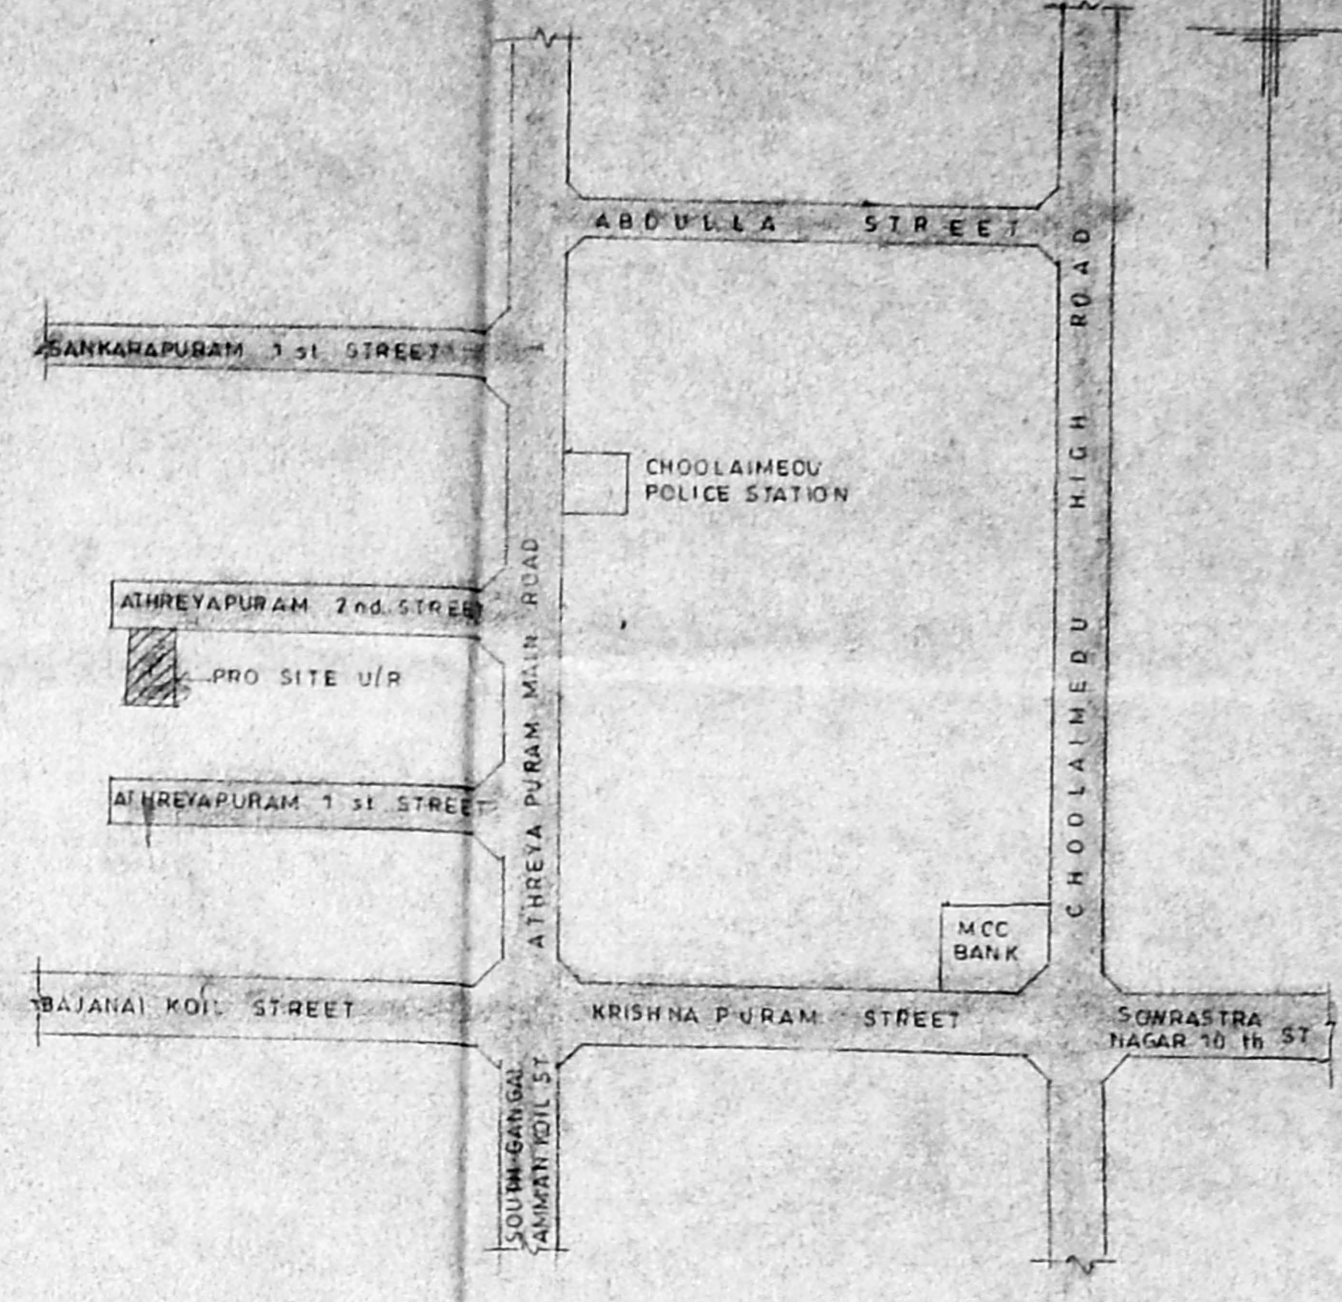 ABDULLA STREET
SANKARAPURAM 1st STREET
CHOOLAIMEDU
POLICE STATION
CHOOLAIMEDU HIGH ROAD
ATHREYAPURAM 2nd STREET
PRO SITE U/R
ATHREYA PURAM MAIN ROAD
ATHREYAPURAM 1st STREET
MCC
BANK
BAJANAI KOIL STREET
KRISHNA PURAM STREET
SOWRASTRA
NAGAR 10 th ST
SOUTH GANGAI
AMMAN KOIL ST